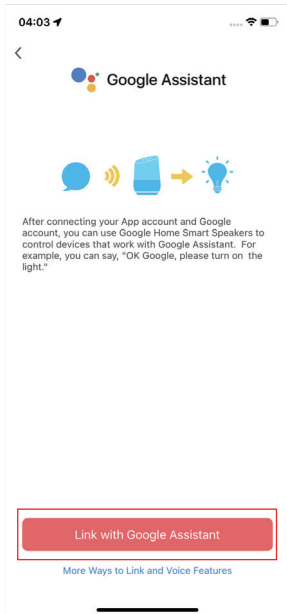 04:03
Google Assistant
After connecting your App account and Google
account, you can use Google Home Smart Speakers to
control devices that work with Google Assistant. For
example, you can say, "OK Google, please turn on the
light."
Link with Google Assistant
More Ways to Link and Voice Features